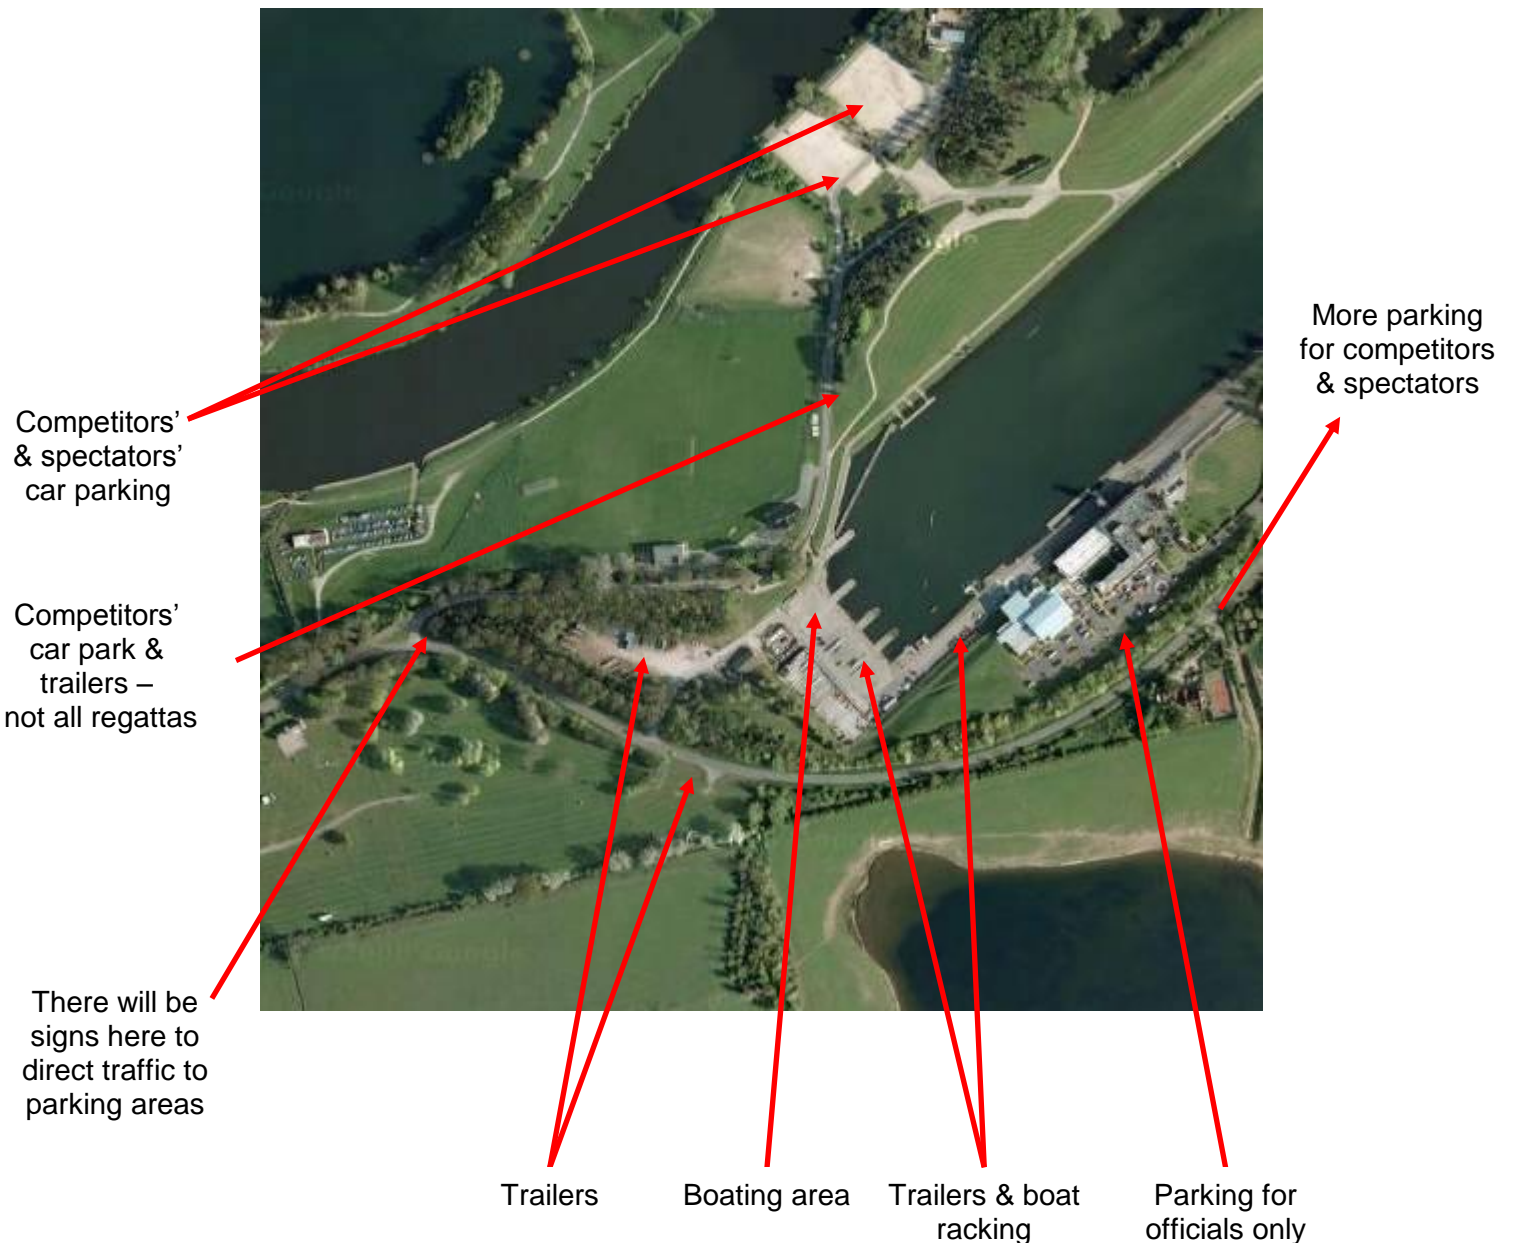 More parking
for competitors
& spectators
Competitors’
& spectators’
car parking
Competitors’
car park &
trailers –
not all regattas
There will be
signs here to
direct traffic to
parking areas
Trailers
Boating area
Trailers & boat
racking
Parking for
officials only